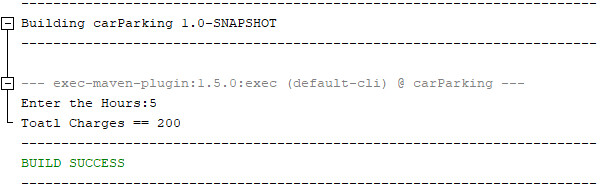 ------------------------------------------------------------------------
Building carParking 1.0-SNAPSHOT
------------------------------------------------------------------------
--- exec-maven-plugin:1.5.0:exec (default-cli) @ carParking ---
Enter the Hours:5
Toatl Charges == 200
------------------------------------------------------------------------
BUILD SUCCESS
------------------------------------------------------------------------